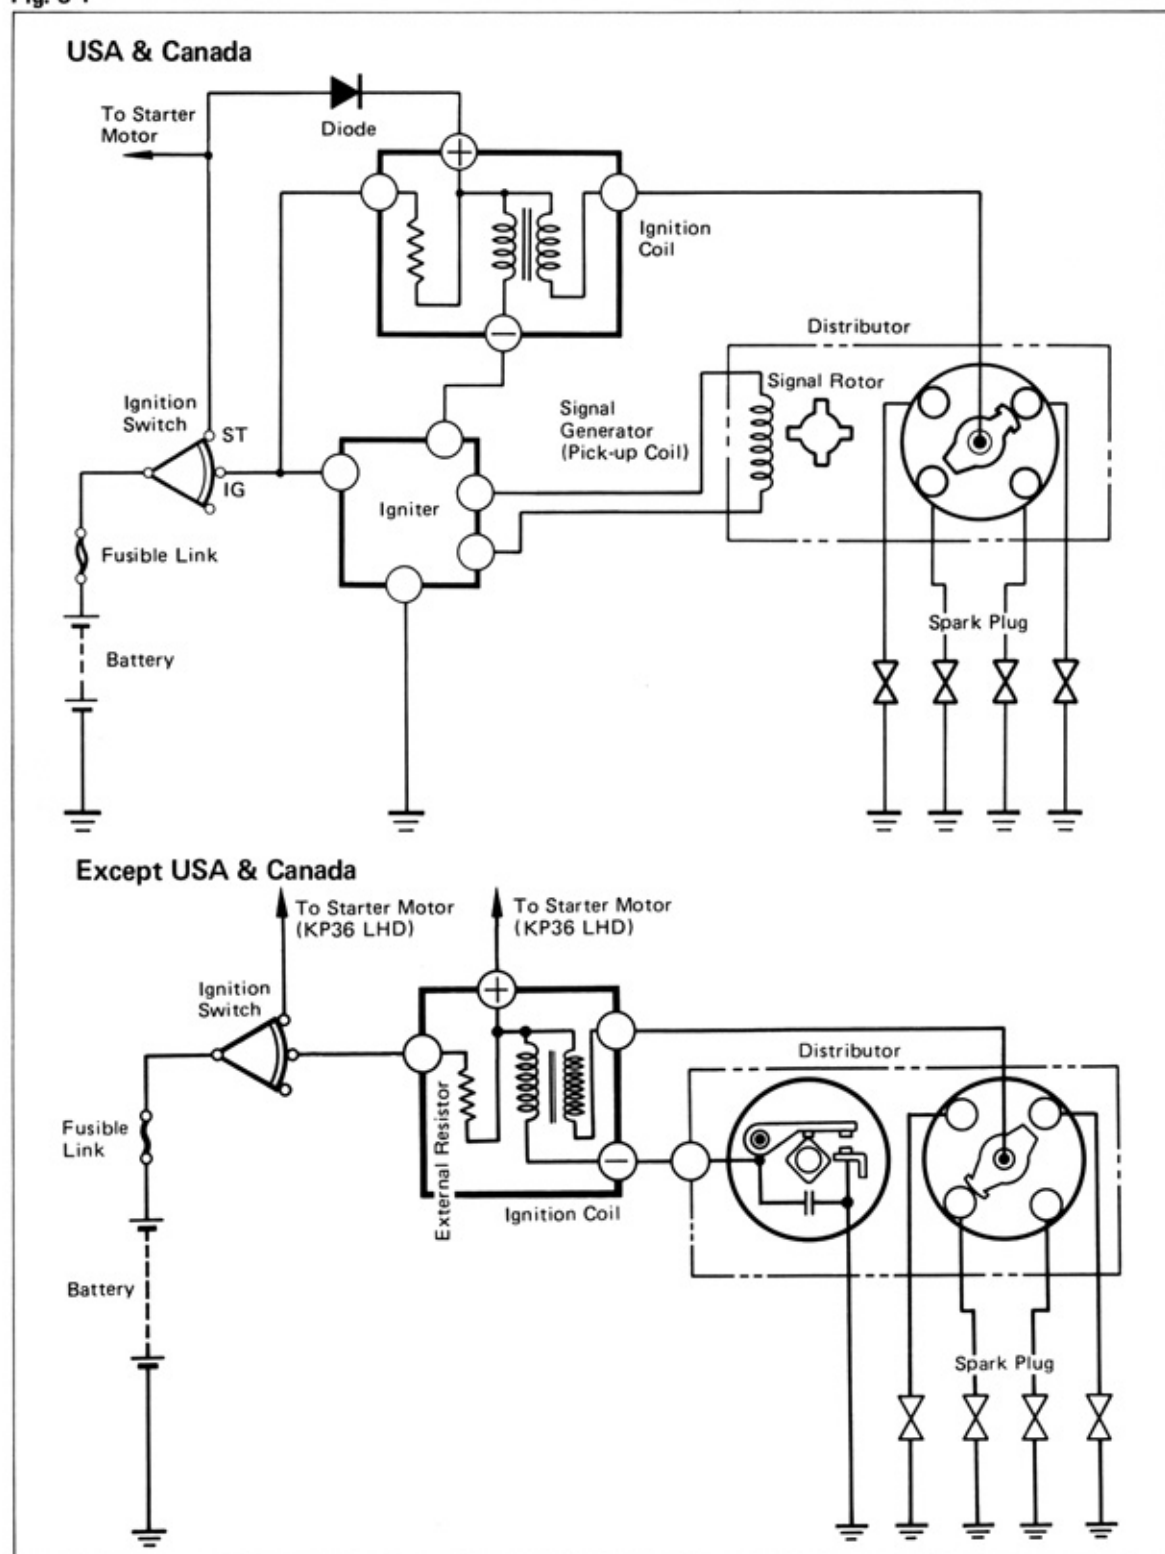 USA & Canada
To Starter
Motor
Diode
Ignition
Coil
Distributor
Signal Rotor
Ignition
Switch
ST
IG
Signal
Generator
(Pick-up Coil)
Igniter
Fusible Link
Spark Plug
Battery
Except USA & Canada
To Starter Motor
(KP36 LHD)
To Starter Motor
(KP36 LHD)
Ignition
Switch
Distributor
External Resistor
Fusible
Link
Ignition Coil
Battery
Spark Plug